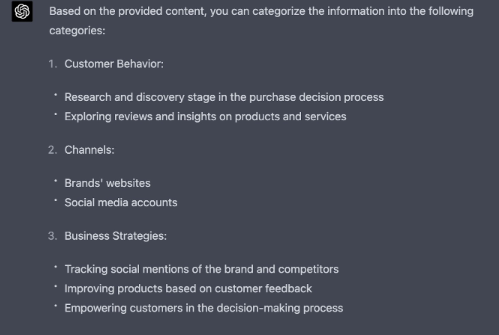 Based on the provided content, you can categorize the information into the following
categories:
1. Customer Behavior:
• Research and discovery stage in the purchase decision process
• Exploring reviews and insights on products and services
2. Channels:
• Brands' websites
• Social media accounts
3. Business Strategies:
• Tracking social mentions of the brand and competitors
• Improving products based on customer feedback
• Empowering customers in the decision-making process